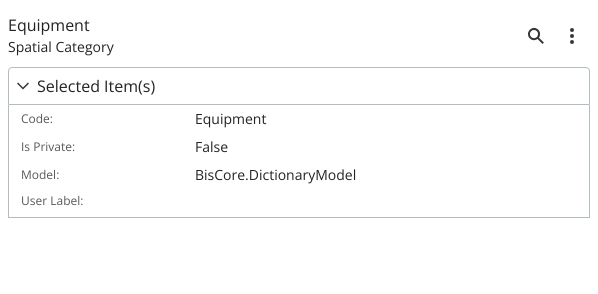 Equipment
Spatial Category
Selected Item(s)
Code: Equipment
Is Private: False
Model: BisCore.DictionaryModel
User Label: